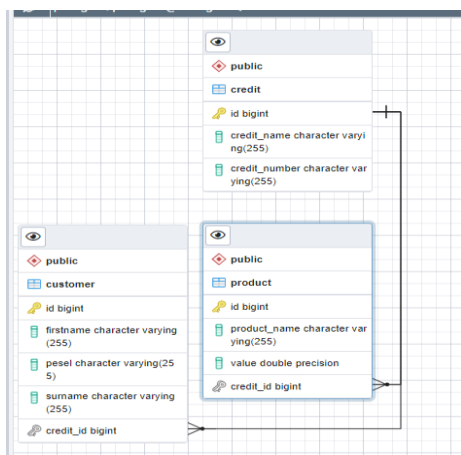 public
credit
id bigint
credit_name character varyi
ng(255)
credit_number character var
ying(255)
public
customer
id bigint
firstname character varying
(255)
pesel character varying(25
5)
surname character varying
(255)
credit_id bigint
public
product
id bigint
product_name character var
ying(255)
value double precision
credit_id bigint